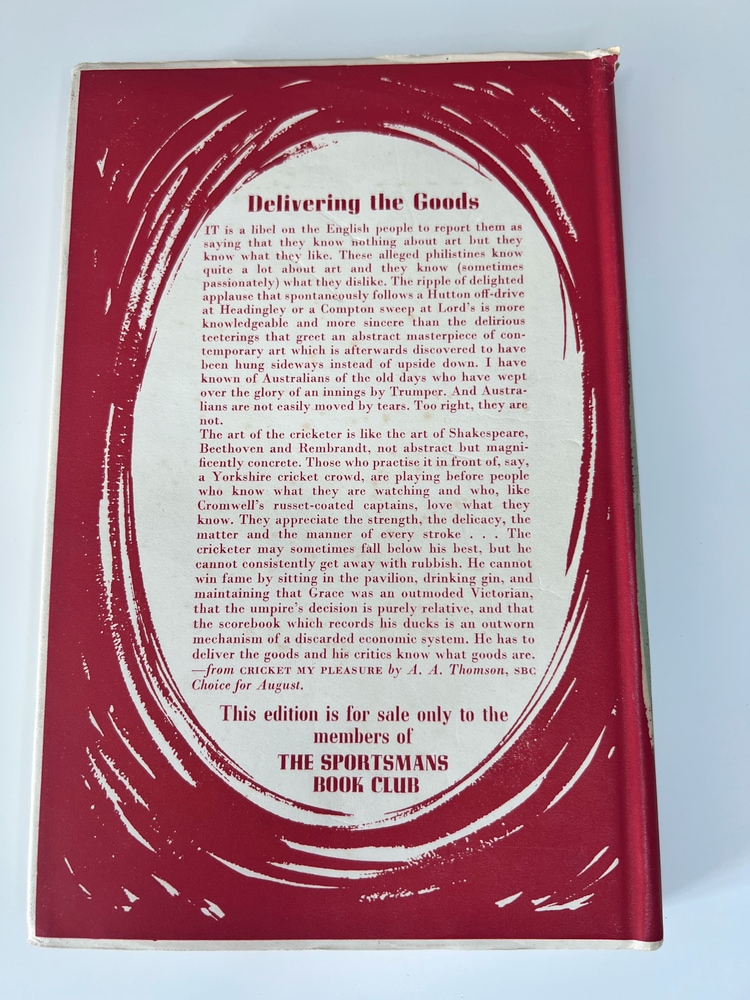 Delivering the Goods
IT is a libel on the English people to report them as
saying that they know nothing about art but they
know what they like. These alleged philistines know
quite a lot about art and they know (sometimes
passionately) what they dislike. The ripple of delighted
applause that spontaneously follows a Hutton off-drive
at Headingley or a Compton sweep at Lord's is more
knowledgeable and more sincere than the delirious
teeterings that greet an abstract masterpiece of con-
temporary art which is afterwards discovered to have
been hung sideways instead of upside down. I have
known of Australians of the old days who have wept
over the glory of an innings by Trumper. And Austra-
lians are not easily moved by tears. Too right, they are
not.
The art of the cricketer is like the art of Shakespeare,
Beethoven and Rembrandt, not abstract but magni-
ficently concrete. Those who practise it in front of, say,
a Yorkshire cricket crowd, are playing before people
who know what they are watching and who, like
Cromwell's russet-coated captains, love what they
know. They appreciate the strength, the delicacy, the
matter and the manner of every stroke . . . The
cricketer may sometimes fall below his best, but he
cannot consistently get away with rubbish. He cannot
win fame by sitting in the pavilion, drinking gin, and
maintaining that Grace was an outmoded Victorian,
that the umpire's decision is purely relative, and that
the scorebook which records his ducks is an outworn
mechanism of a discarded economic system. He has to
deliver the goods and his critics know what goods are.
—from CRICKET MY PLEASURE by A. A. Thomson, SBC
Choice for August.
This edition is for sale only to the
members of
THE SPORTSMANS
BOOK CLUB